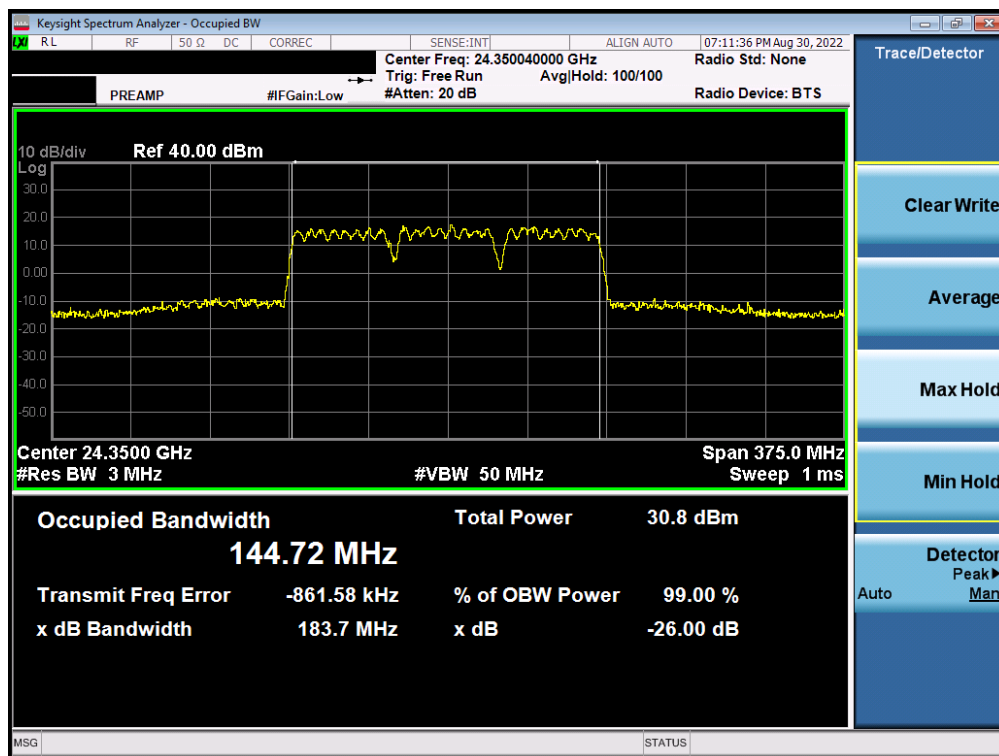 Keysight Spectrum Analyzer - Occupied BW
LXI RL RF 50 Ω DC CORREC SENSE:INT ALIGN AUTO 07:11:36 PM Aug 30, 2022
Center Freq: 24.350040000 GHz Radio Std: None
Trig: Free Run Avg|Hold: 100/100
PREAMP #IFGain:Low #Atten: 20 dB Radio Device: BTS
10 dB/div Ref 40.00 dBm
Log
30.0
20.0
10.0
0.00
-10.0
-20.0
-30.0
-40.0
-50.0
Center 24.3500 GHz Span 375.0 MHz
#Res BW 3 MHz #VBW 50 MHz Sweep 1 ms
Occupied Bandwidth Total Power 30.8 dBm
144.72 MHz
Transmit Freq Error -861.58 kHz % of OBW Power 99.00 %
x dB Bandwidth 183.7 MHz x dB -26.00 dB
MSG STATUS
Trace/Detector
Clear Write
Average
Max Hold
Min Hold
Detector
Peak
Auto Man